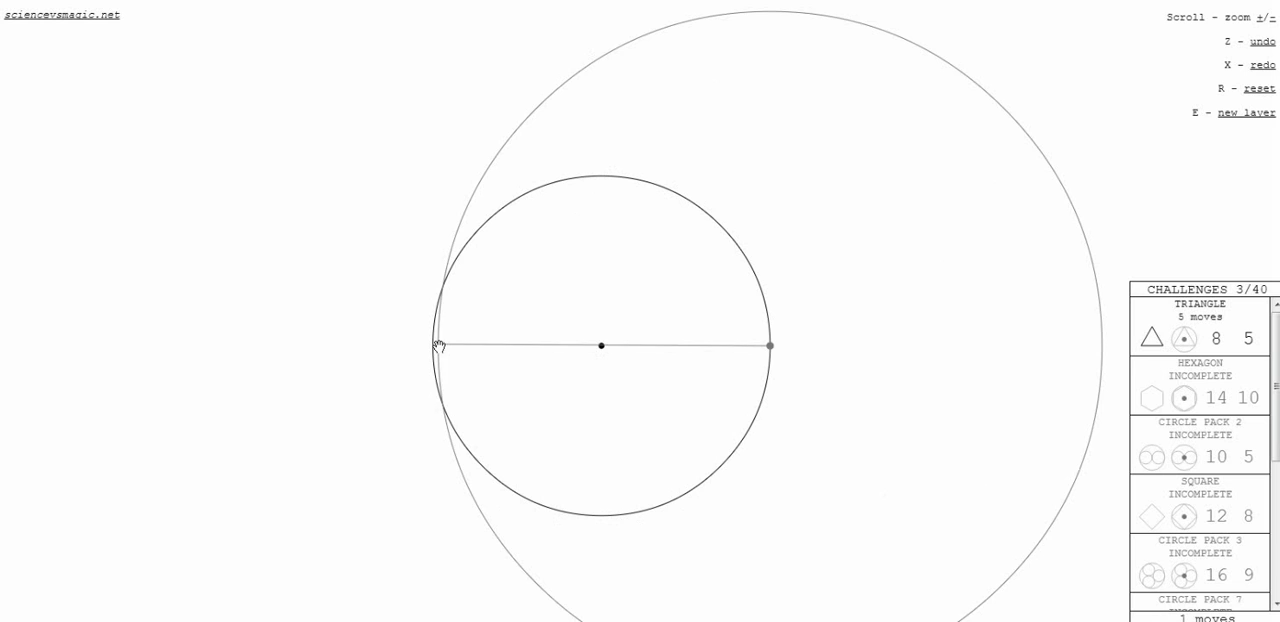 sciencevsmagic.net
Scroll - zoom +/-
Z - undo
X - redo
R - reset
E - new layer
CHALLENGES 3/40
TRIANGLE
5 moves
8 5
HEXAGON
INCOMPLETE
14 10
CIRCLE PACK 2
INCOMPLETE
10 5
SQUARE
INCOMPLETE
12 8
CIRCLE PACK 3
INCOMPLETE
16 9
CIRCLE PACK 7
1 moves